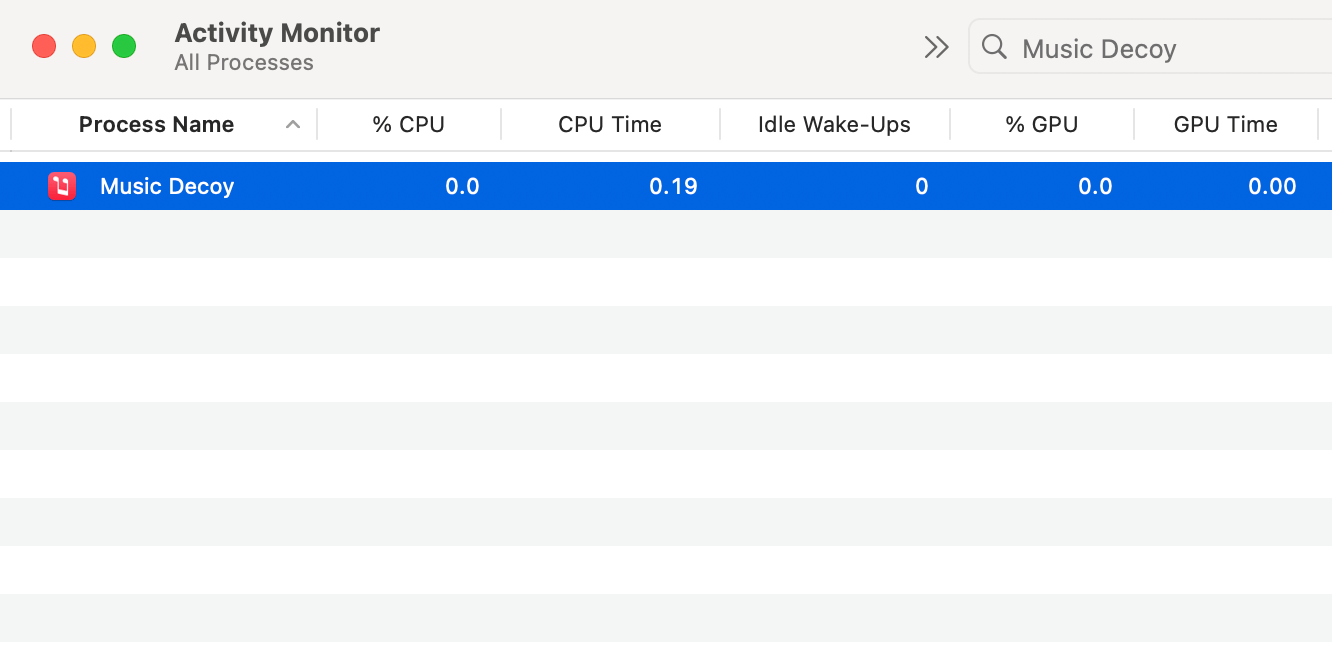 Activity Monitor
All Processes
Music Decoy
Process Name % CPU CPU Time Idle Wake-Ups % GPU GPU Time
Music Decoy 0.0 0.19 0 0.0 0.00